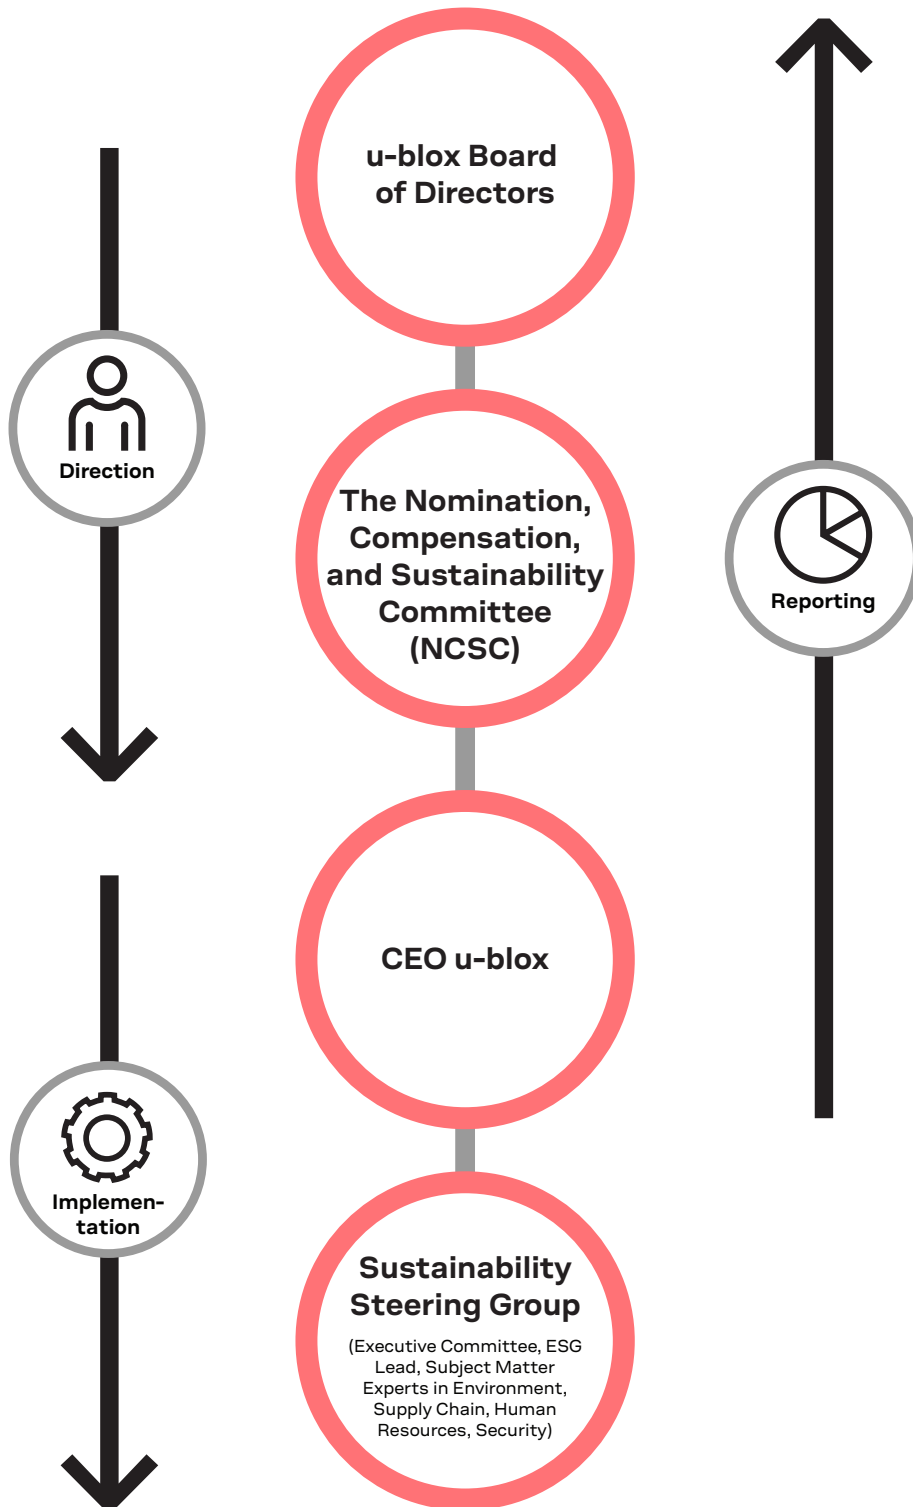 u-blox Board
of Directors
Direction
The Nomination,
Compensation,
and Sustainability
Committee
(NCSC)
Reporting
CEO u-blox
Implemen-
tation
Sustainability
Steering Group
(Executive Committee, ESG
Lead, Subject Matter
Experts in Environment,
Supply Chain, Human
Resources, Security)